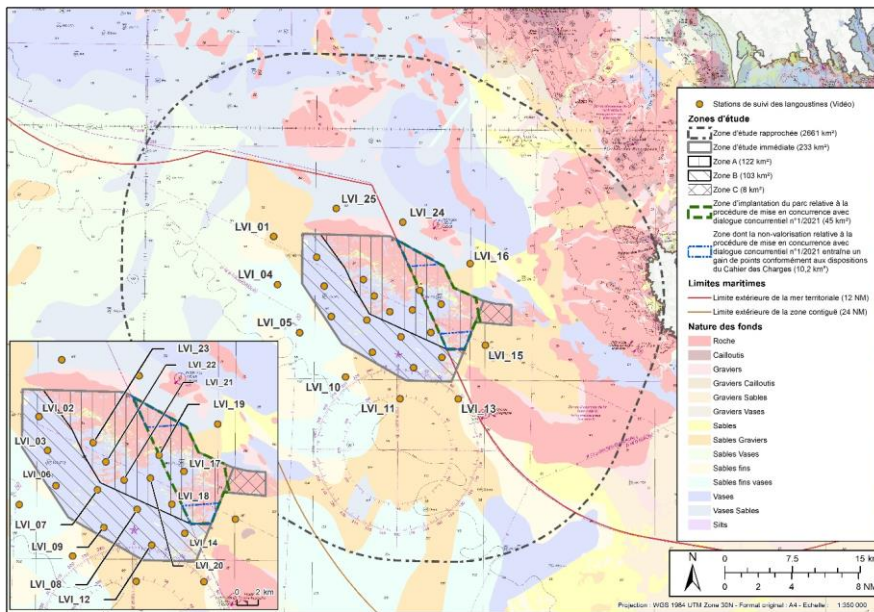 LVI_25
LVI_24
LVI_01
LVI_16
LVI_04
LVI_05
LVI_15
LVI_10
LVI_11
LVI_13
LVI_23
LVI_22
LVI_21
LVI_02
LVI_19
LVI_03
LVI_17
LVI_06
LVI_18
LVI_07
LVI_09
LVI_14
LVI_08
LVI_20
LVI_12
0 2 km
Stations de suivi des langoustines (Vidéo)
Zones d'étude
Zone d'étude rapprochée (2661 km²)
Zone d'étude immédiate (233 km²)
Zone A (122 km²)
Zone B (103 km²)
Zone C (8 km²)
Zone d'implantation du parc relative à la
procédure de mise en concurrence avec
dialogue concurrentiel n°1/2021 (45 km²)
Zone dont la non-valorisation relative à la
procédure de mise en concurrence avec
dialogue concurrentiel n°1/2021 entraîne un
gain de points conformément aux dispositions
du Cahier des Charges (10,2 km²)
Limites maritimes
Limite extérieure de la mer territoriale (12 NM)
Limite extérieure de la zone contiguë (24 NM)
Nature des fonds
Roche
Cailloutis
Graviers
Graviers Cailloutis
Graviers Sables
Graviers Vases
Sables
Sables Graviers
Sables Vases
Sables fins
Sables fins vases
Vases
Vases Sables
Silts
N
0 7.5 15 km
0 4 8 NM
Projection : WGS 1984 UTM Zone 30N - Format original : A4 - Echelle : 1:350 000